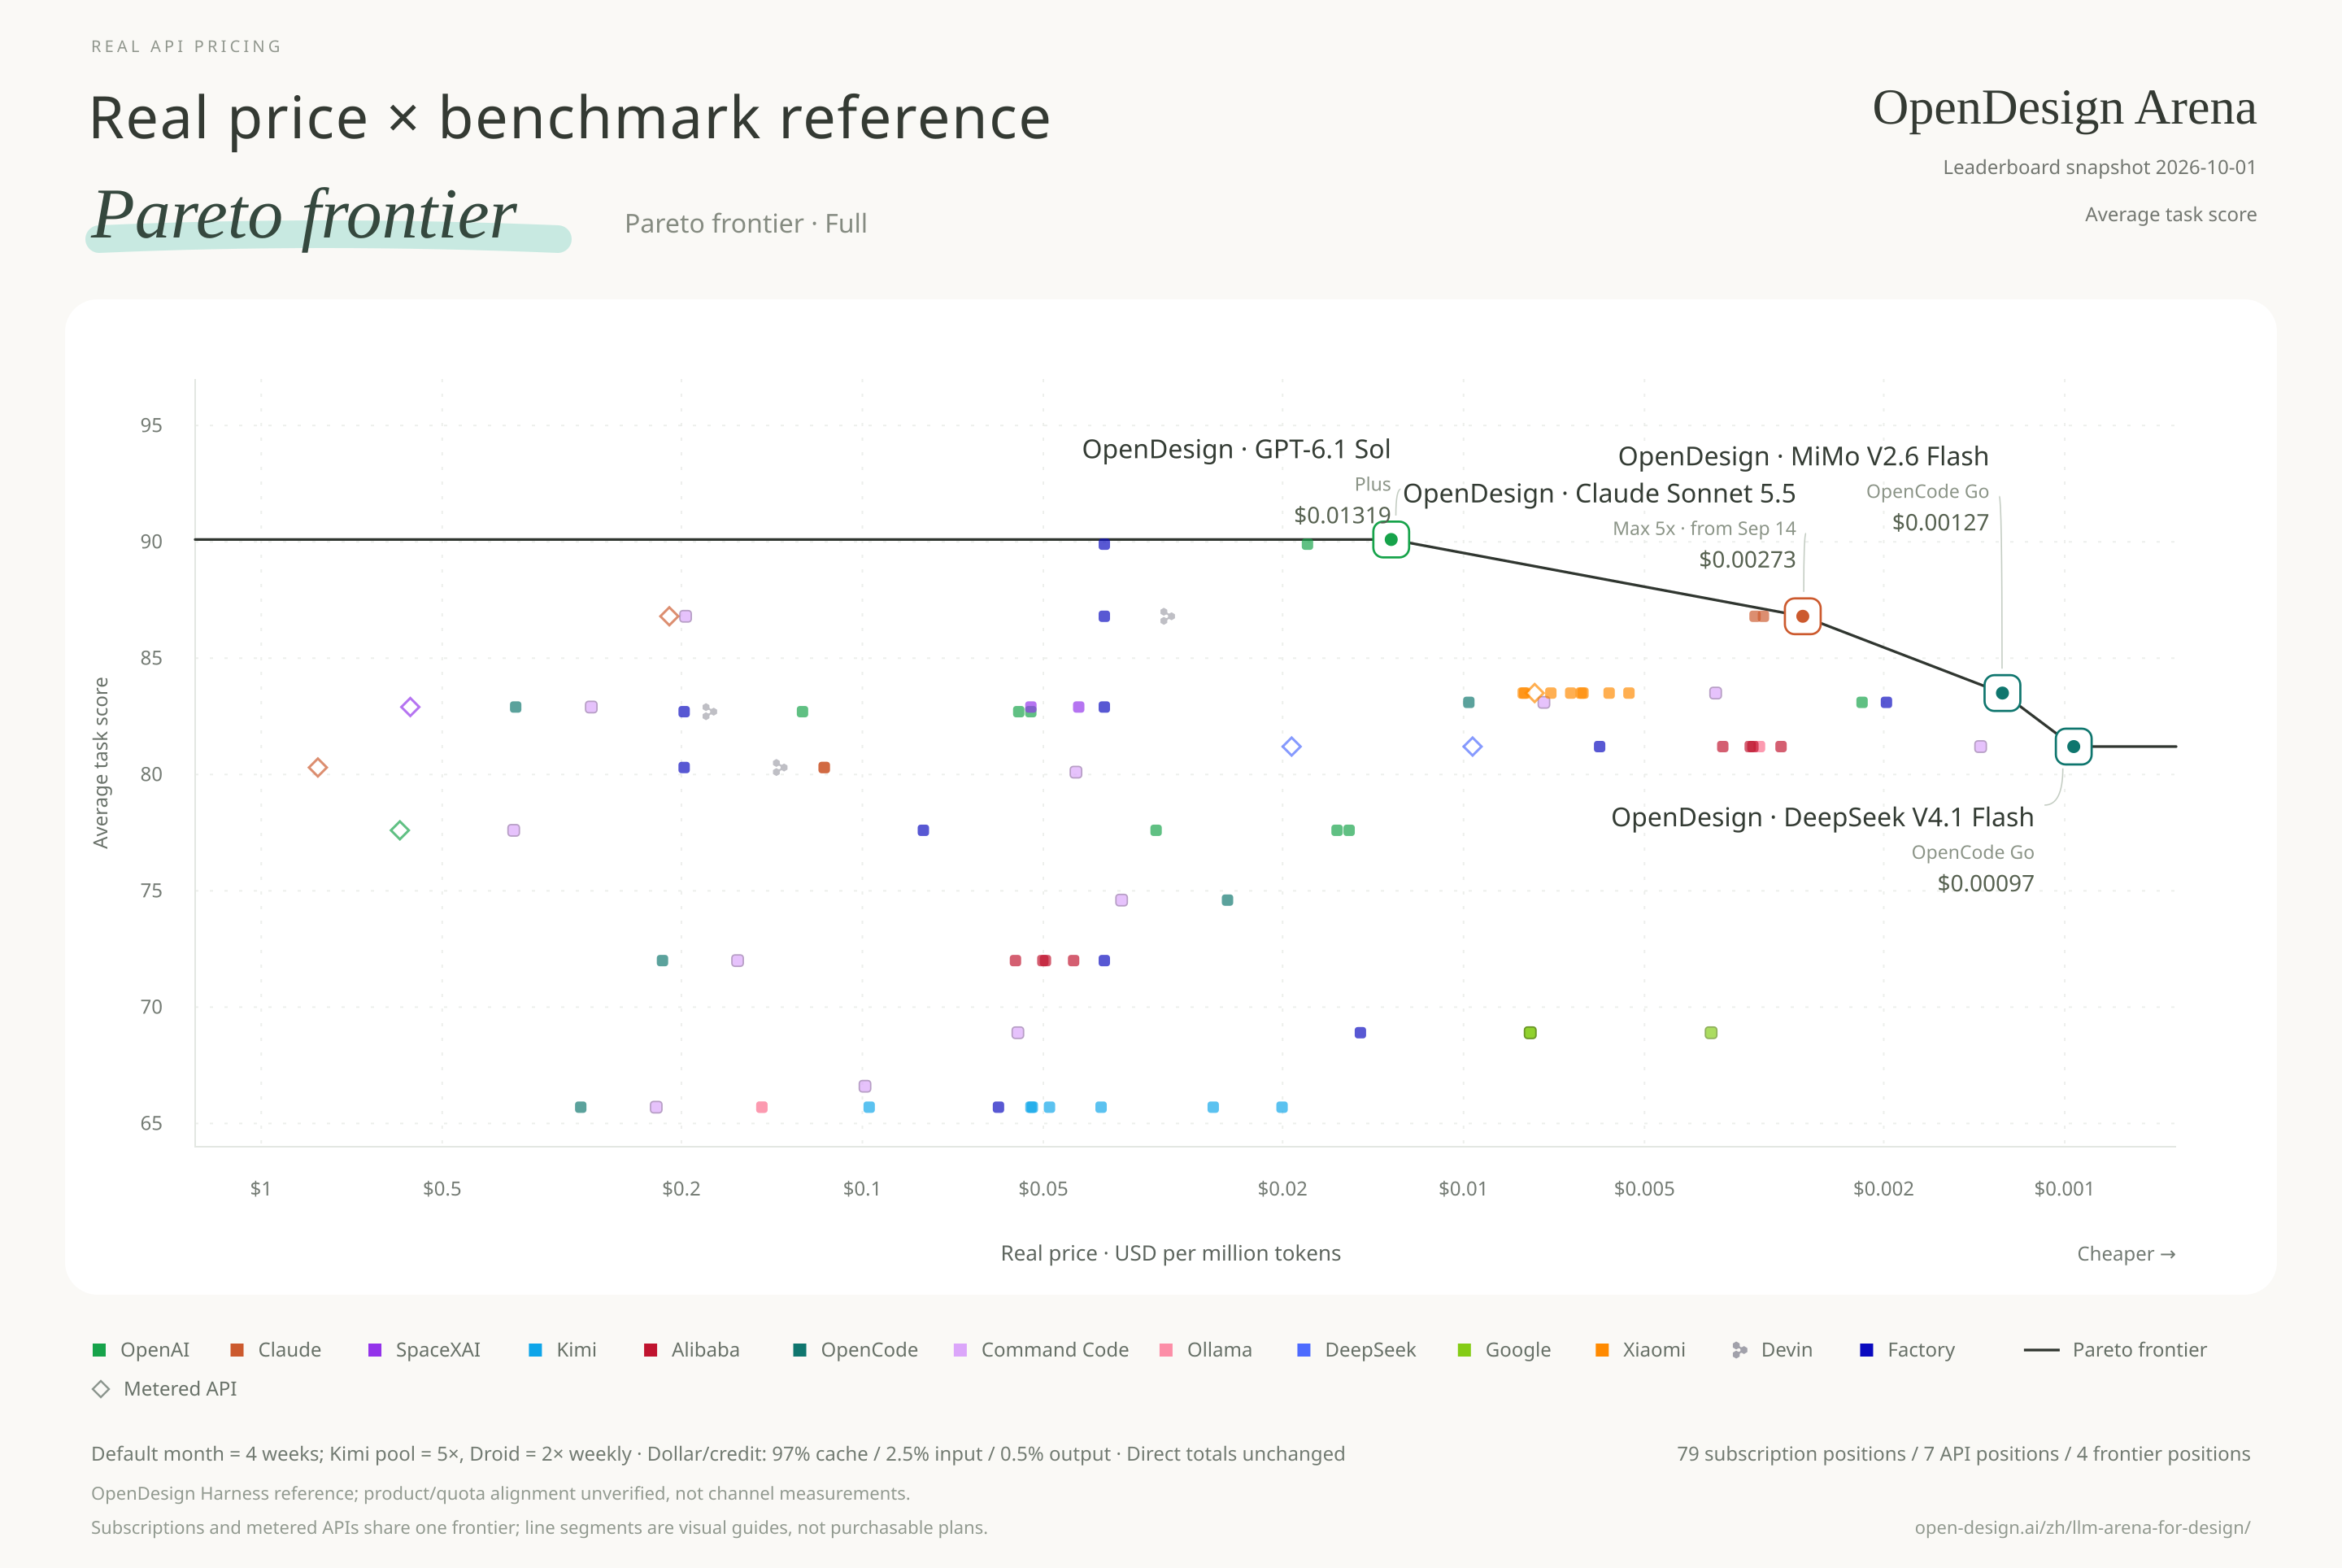 REAL API PRICING
Real price × benchmark reference
Pareto frontier
Pareto frontier · Full
OpenDesign Arena
Leaderboard snapshot 2026-10-01
Average task score
95
90
85
80
75
70
65
Average task score
OpenDesign · GPT-6.1 Sol
Plus
$0.01319
OpenDesign · Claude Sonnet 5.5
Max 5x · from Sep 14
$0.00273
OpenDesign · MiMo V2.6 Flash
OpenCode Go
$0.00127
OpenDesign · DeepSeek V4.1 Flash
OpenCode Go
$0.00097
$1 $0.5 $0.2 $0.1 $0.05 $0.02 $0.01 $0.005 $0.002 $0.001
Real price · USD per million tokens
Cheaper →
OpenAI Claude SpaceXAI Kimi Alibaba OpenCode Command Code Ollama DeepSeek Google Xiaomi Devin Factory Pareto frontier
Metered API
Default month = 4 weeks; Kimi pool = 5×, Droid = 2× weekly · Dollar/credit: 97% cache / 2.5% input / 0.5% output · Direct totals unchanged
79 subscription positions / 7 API positions / 4 frontier positions
OpenDesign Harness reference; product/quota alignment unverified, not channel measurements.
Subscriptions and metered APIs share one frontier; line segments are visual guides, not purchasable plans.
open-design.ai/zh/llm-arena-for-design/